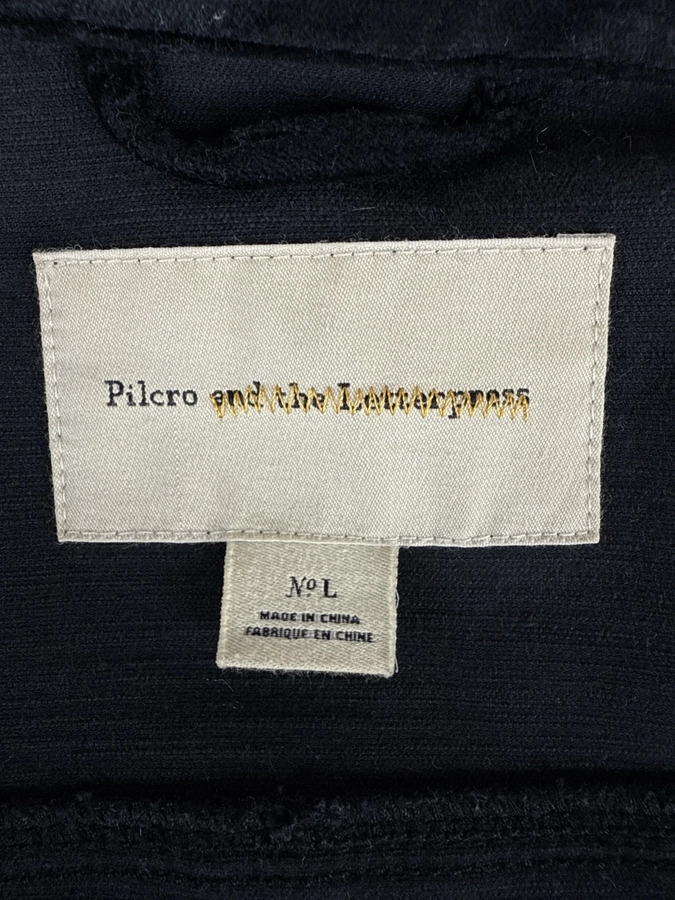 Pilcro and the Letterpress
Nº L
MADE IN CHINA
FABRIQUE EN CHINE